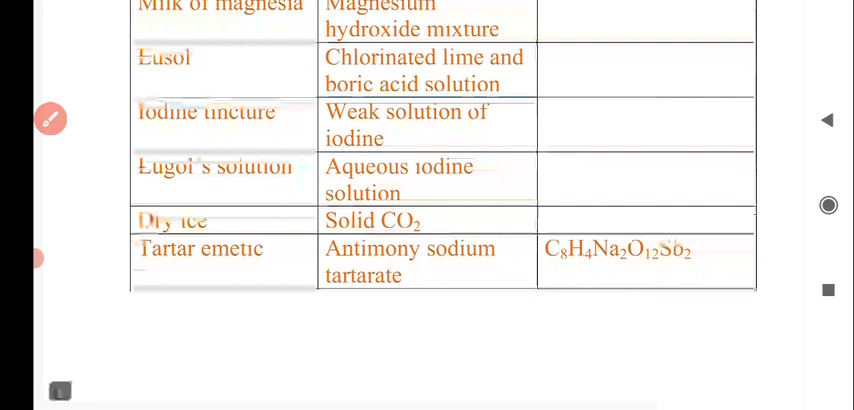 Milk of magnesia Magnesium
hydroxide mixture
Eusol Chlorinated lime and
boric acid solution
Iodine tincture Weak solution of
iodine
Lugol's solution Aqueous iodine
solution
Dry ice Solid CO₂
Tartar emetic Antimony sodium C₈H₄Na₂O₁₂Sb₂
tartarate